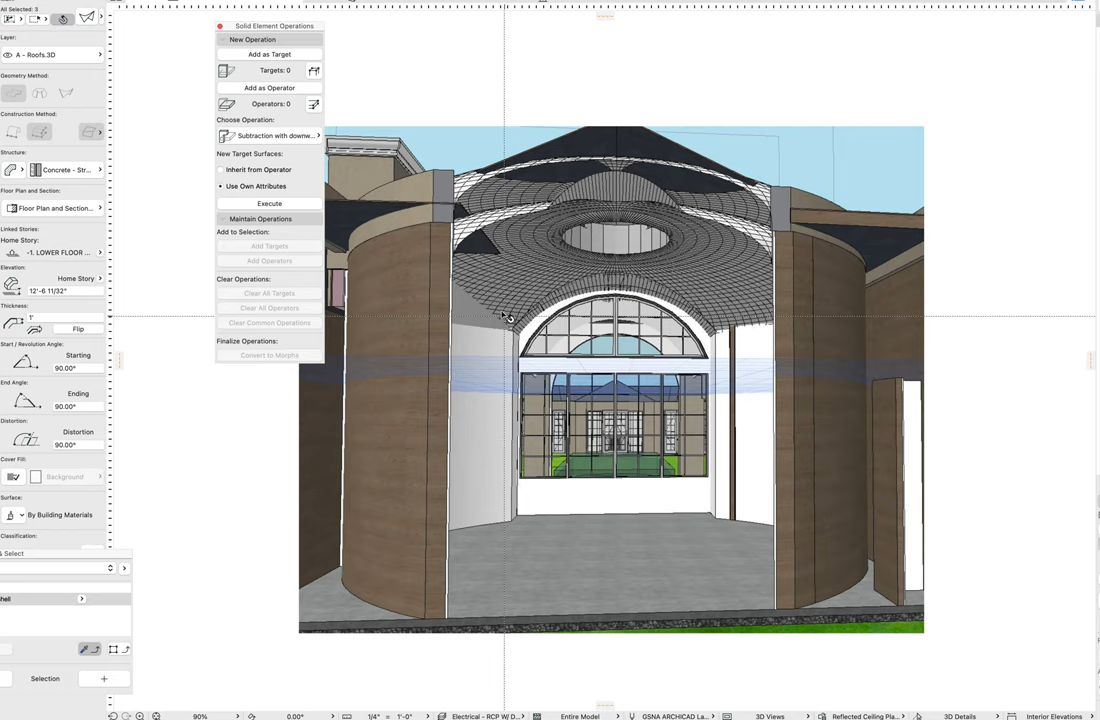 All Selected: 3
Layer:
A - Roofs.3D
Geometry Method:
Construction Method:
Structure:
Concrete - Str...
Floor Plan and Section:
Floor Plan and Section...
Linked Stories:
Home Story:
-1. LOWER FLOOR ...
Elevation:
Home Story
12'-6 11/32"
Thickness:
1'
Flip
Start / Revolution Angle:
Starting
90.00°
End Angle:
Ending
90.00°
Distortion:
Distortion
90.00°
Cover Fill:
Background
Surface:
By Building Materials
Classification:
& Select
hell
Selection
Solid Element Operations
New Operation
Add as Target
Targets: 0
Add as Operator
Operators: 0
Choose Operation:
Subtraction with downw...
New Target Surfaces:
Inherit from Operator
Use Own Attributes
Execute
Maintain Operations
Add to Selection:
Add Targets
Add Operators
Clear Operations:
Clear All Targets
Clear All Operators
Clear Common Operations
Finalize Operations:
Convert to Morphs
90%
0.00°
1/4" = 1'-0"
Electrical - RCP W/ D...
Entire Model
GSNA ARCHICAD La...
3D Views
Reflected Ceiling Pla...
3D Details
Interior Elevations